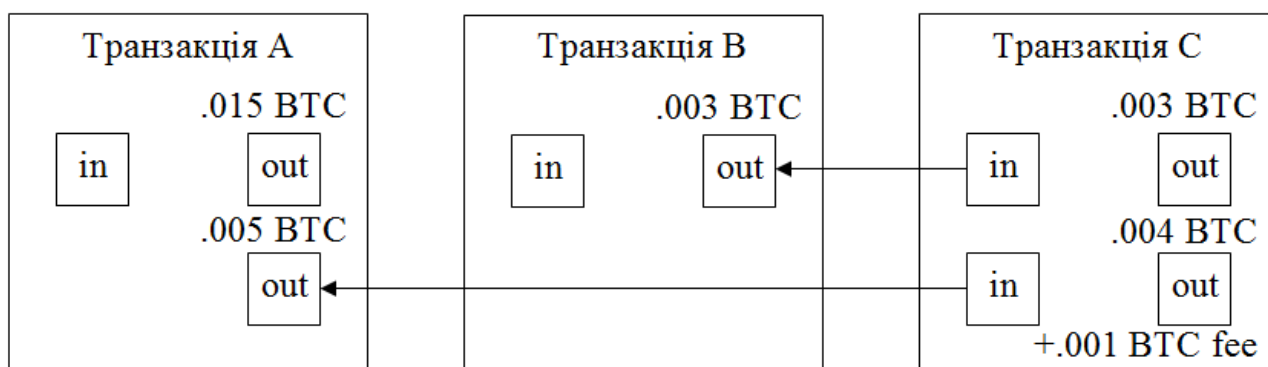 Транзакція A
.015 BTC
in
out
.005 BTC
out
Транзакція B
.003 BTC
in
out
Транзакція C
.003 BTC
in
out
.004 BTC
in
out
+.001 BTC fee